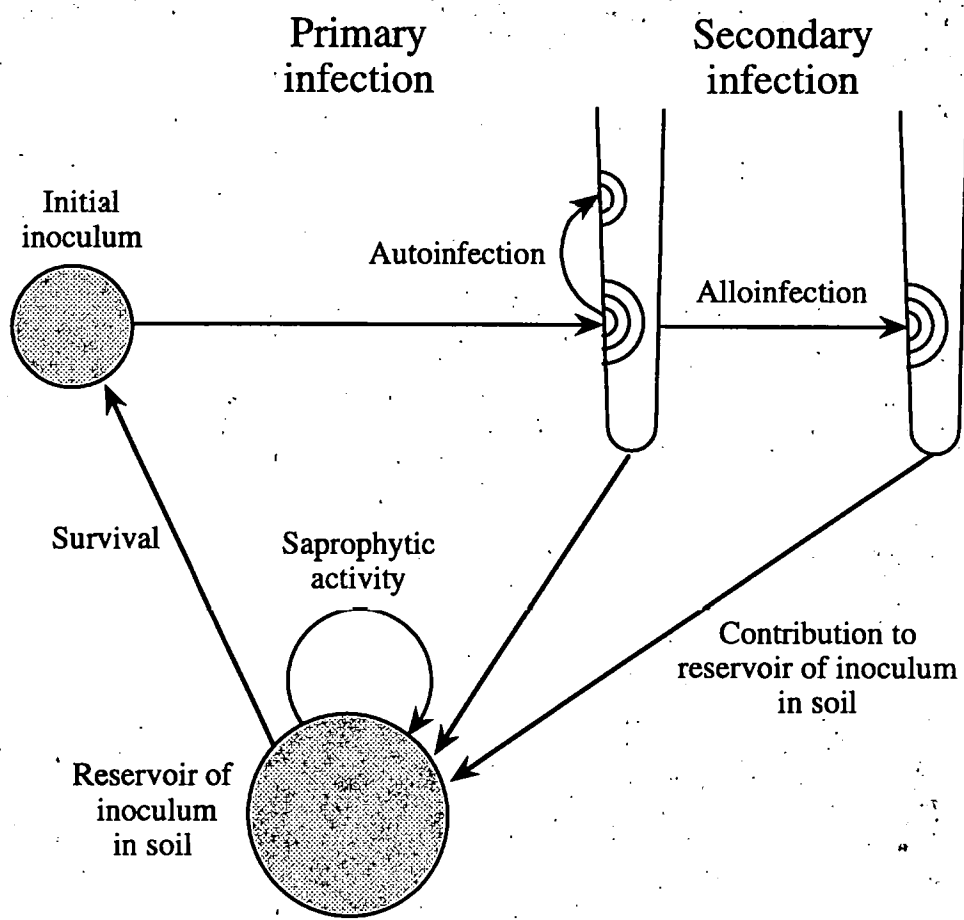 Primary
infection
Secondary
infection
Initial
inoculum
Autoinfection
Alloinfection
Survival
Saprophytic
activity
Contribution to
reservoir of inoculum
in soil
Reservoir of
inoculum
in soil